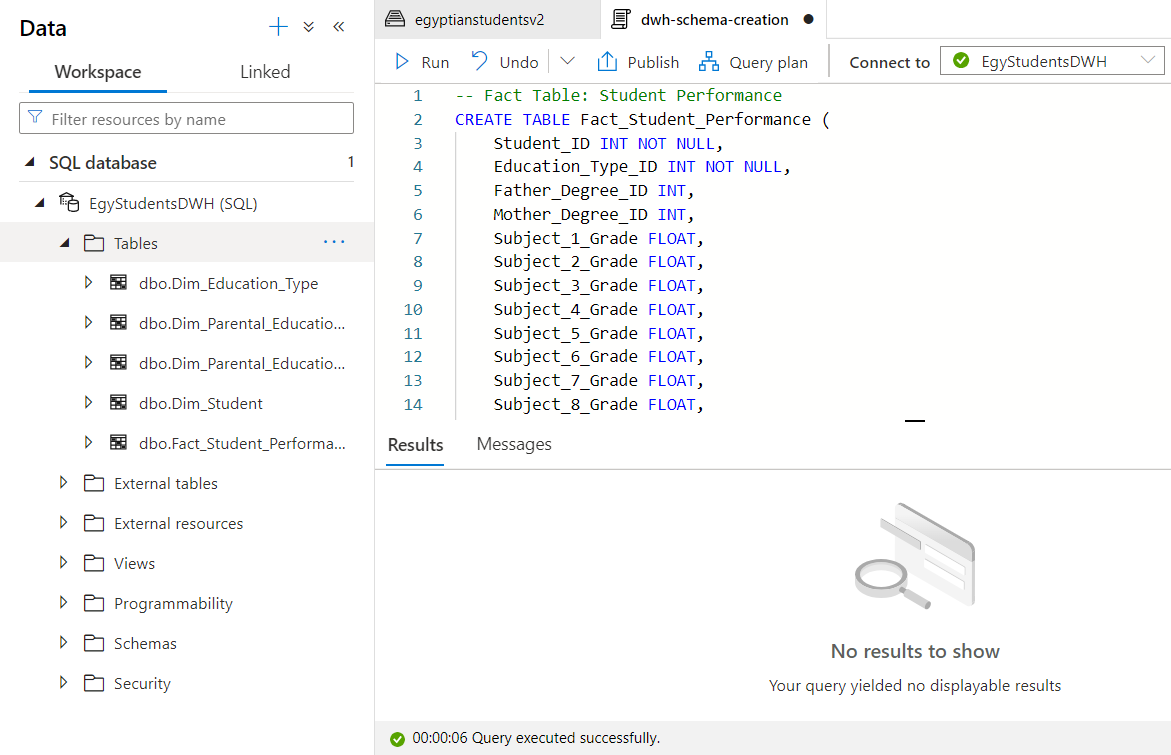 Data
Workspace
Linked
Filter resources by name
SQL database
1
EgyStudentsDWH (SQL)
Tables
...
dbo.Dim_Education_Type
dbo.Dim_Parental_Educatio...
dbo.Dim_Parental_Educatio...
dbo.Dim_Student
dbo.Fact_Student_Performa...
External tables
External resources
Views
Programmability
Schemas
Security
egyptianstudentsv2
dwh-schema-creation
Run
Undo
Publish
Query plan
Connect to
EgyStudentsDWH
1 -- Fact Table: Student Performance
2 CREATE TABLE Fact_Student_Performance (
3 Student_ID INT NOT NULL,
4 Education_Type_ID INT NOT NULL,
5 Father_Degree_ID INT,
6 Mother_Degree_ID INT,
7 Subject_1_Grade FLOAT,
8 Subject_2_Grade FLOAT,
9 Subject_3_Grade FLOAT,
10 Subject_4_Grade FLOAT,
11 Subject_5_Grade FLOAT,
12 Subject_6_Grade FLOAT,
13 Subject_7_Grade FLOAT,
14 Subject_8_Grade FLOAT,
Results
Messages
No results to show
Your query yielded no displayable results
00:00:06 Query executed successfully.